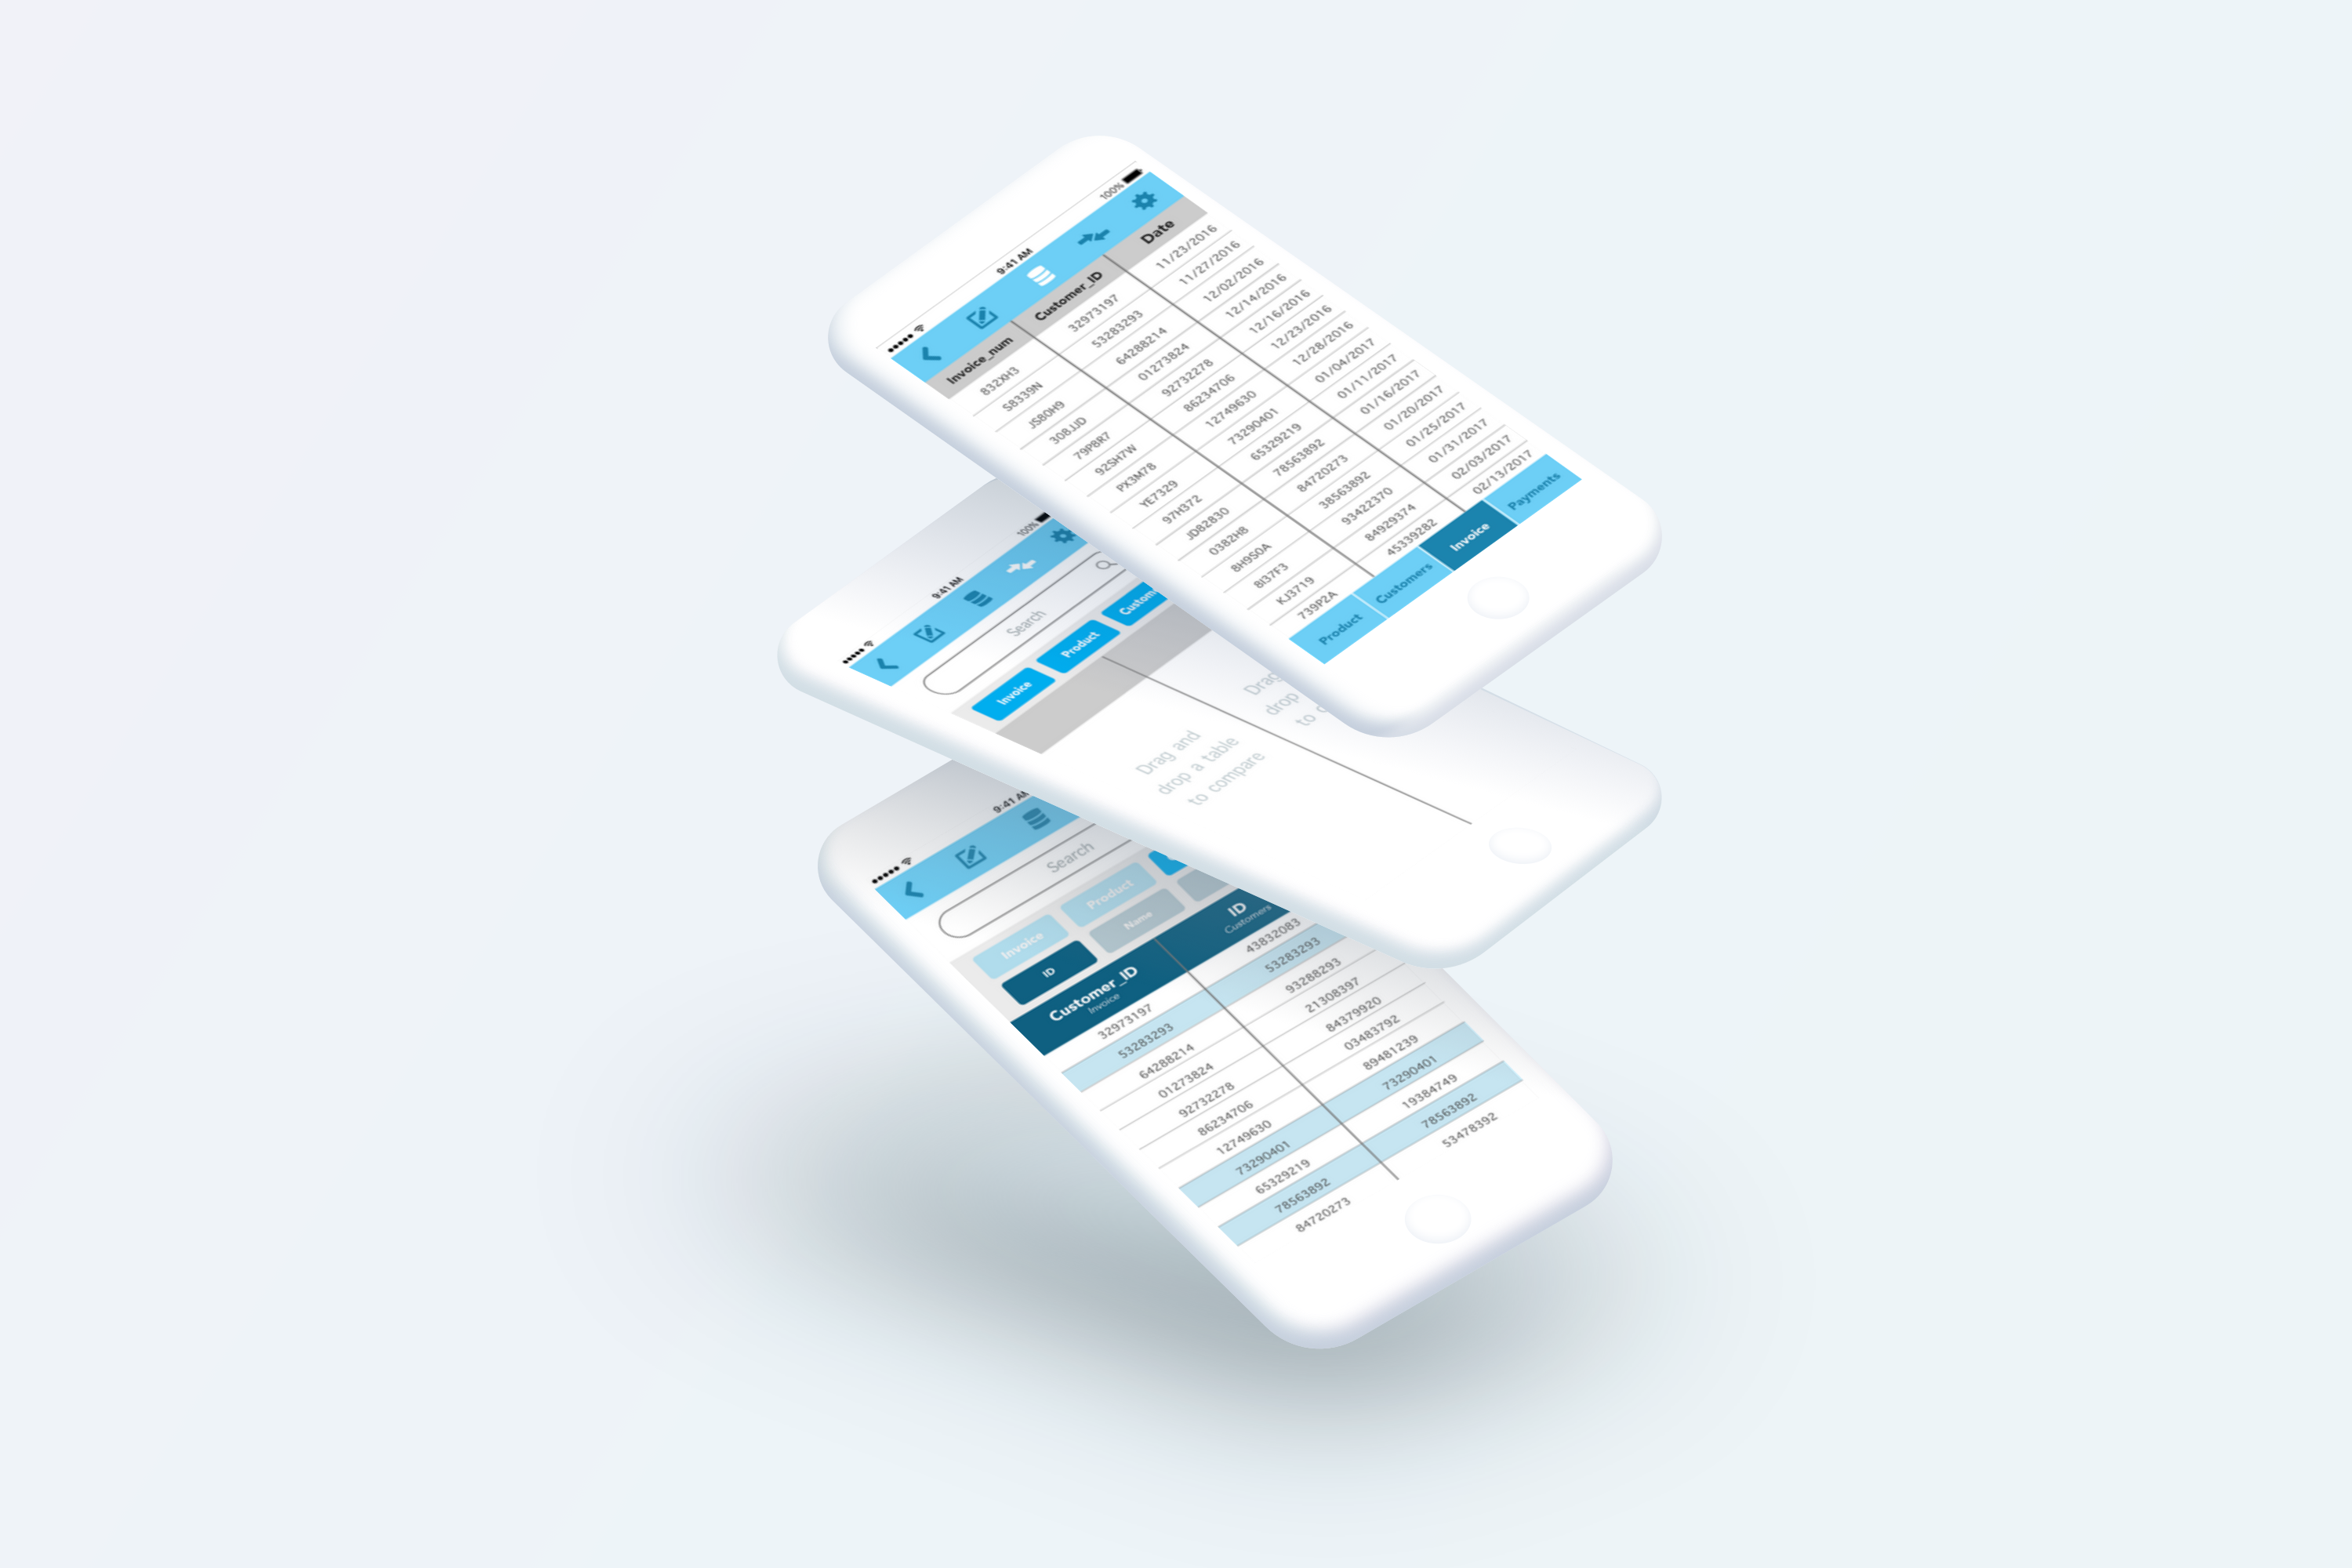 9:41 AM 100%
Invoice_num Customer_ID Date
832XH3 32973197 11/23/2016
S8339N 53283293 11/27/2016
JS80H9 64288214 12/02/2016
308JJD 01273824 12/14/2016
79P8R7 92732278 12/16/2016
92SH7W 86234706 12/23/2016
PX3M78 12749630 12/28/2016
YE7329 73290401 01/04/2017
97H372 65329219 01/11/2017
JD82830 78563892 01/16/2017
0382H8 84720273 01/20/2017
8H9S0A 38563892 01/25/2017
8I37F3 93422370 01/31/2017
KJ3719 84929374 02/03/2017
739P2A 45339282 02/13/2017
Product Customers Invoice Payments
9:41 AM 100%
Search
Invoice Product Custom
Drag and
drop a table
to compare
Drag
drop
to
9:41 AM
Search
Invoice Product
ID Name
Customer_ID ID
Invoice Customers
32973197 43832083
53283293 53283293
64288214 93288293
01273824 21308397
92732278 84379920
86234706 03483792
12749630 89481239
73290401 73290401
65329219 19384749
78563892 78563892
84720273 53478392